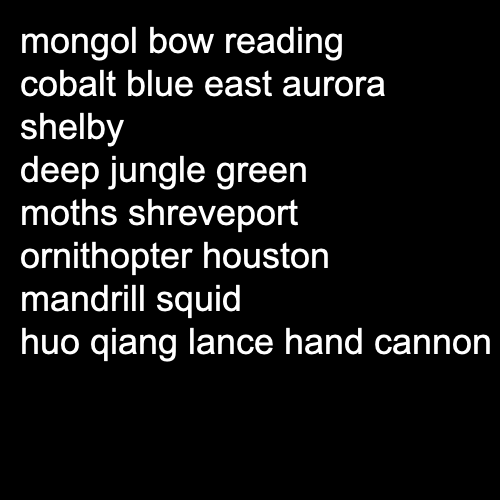 mongol bow reading
cobalt blue east aurora
shelby
deep jungle green
moths shreveport
ornithopter houston
mandrill squid
huo qiang lance hand cannon